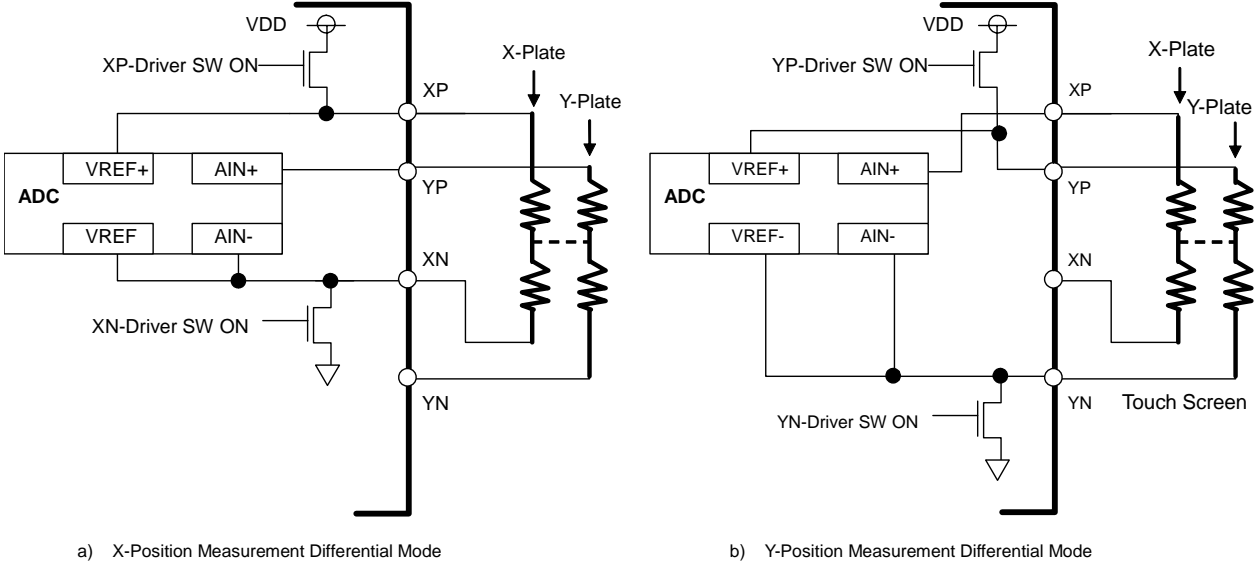 VDD
XP-Driver SW ON
X-Plate
Y-Plate
XP
VREF+
AIN+
ADC
YP
VREF
AIN-
XN
XN-Driver SW ON
YN
a) X-Position Measurement Differential Mode
VDD
YP-Driver SW ON
X-Plate
Y-Plate
XP
VREF+
AIN+
ADC
YP
VREF-
AIN-
XN
YN
Touch Screen
YN-Driver SW ON
b) Y-Position Measurement Differential Mode